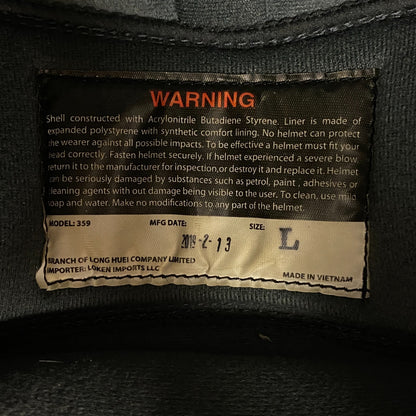 WARNING
Shell constructed with Acrylonitrile Butadiene Styrene. Liner is made of
expanded polystyrene with synthetic comfort lining. No helmet can protect
the wearer against all possible impacts. To be effective a helmet must fit your
head correctly. Fasten helmet securely. If helmet experienced a severe blow,
return it to the manufacturer for inspection,or destroy it and replace it. Helmet
can be seriously damaged by substances such as petrol, paint , adhesives or
cleaning agents with out damage being visible to the user. To clean, use mild
soap and water. Make no modifications to any part of the helmet.
MODEL: 359 MFG DATE: SIZE:
2019-2-13 L
BRANCH OF LONG HUEI COMPANY LIMITED
IMPORTER: LOKEN IMPORTS LLC MADE IN VIETNAM